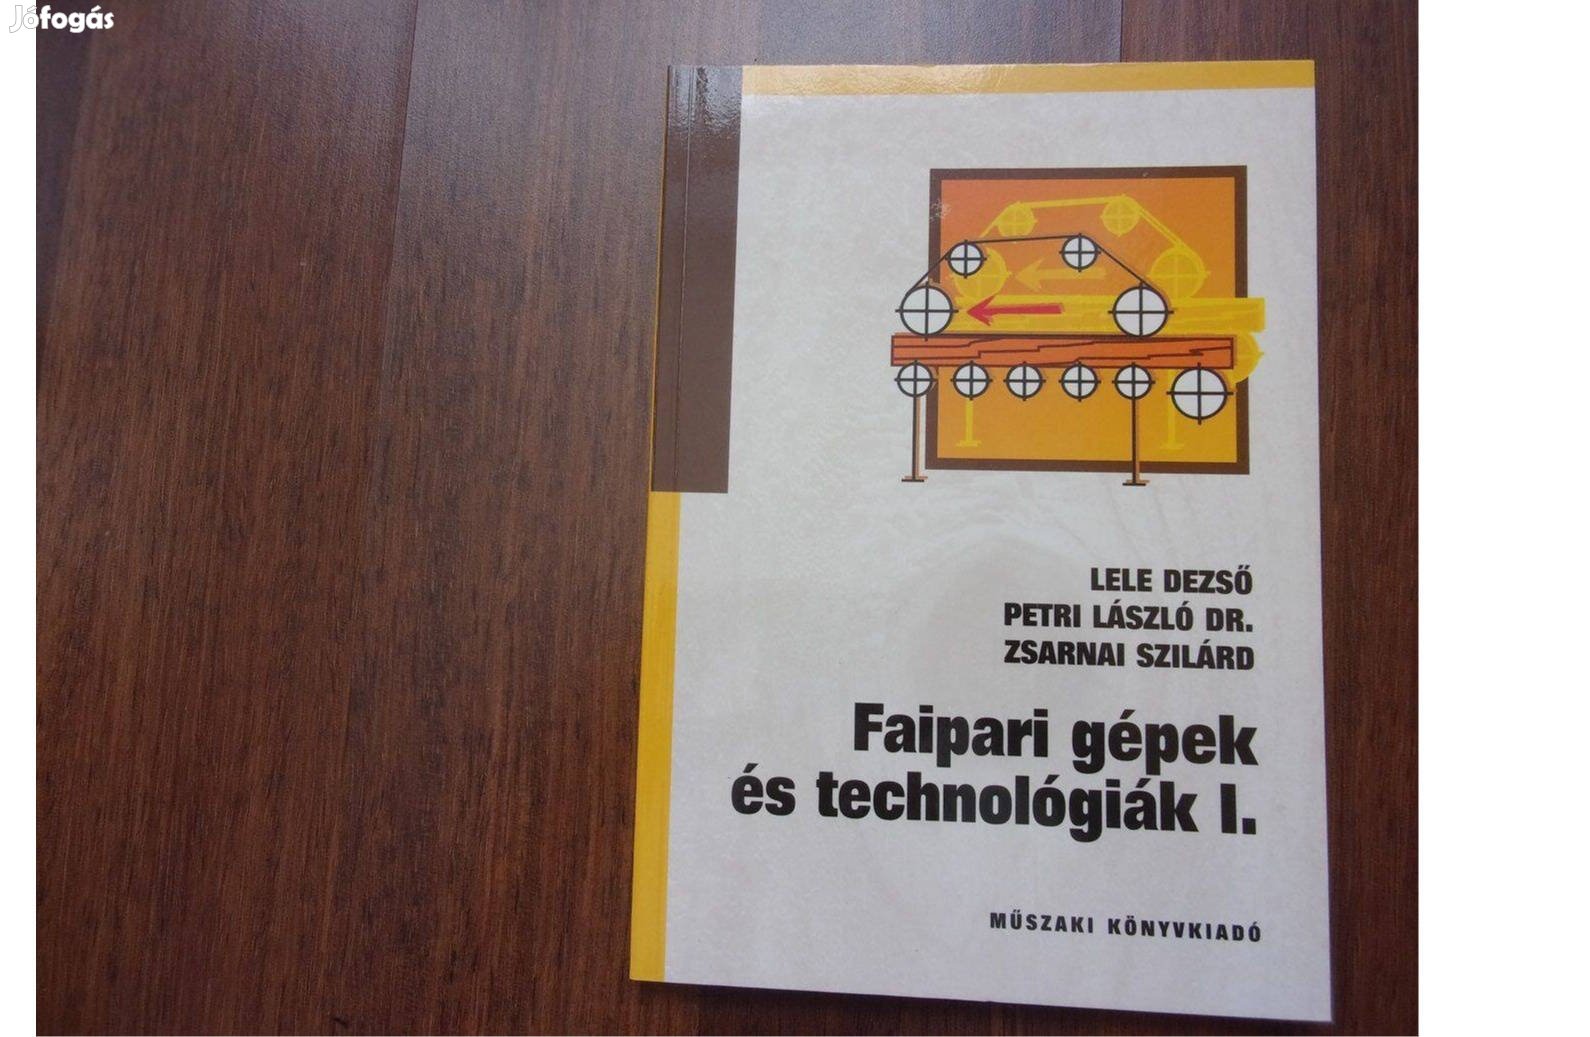 Jófogás
LELE DEZSŐ
PETRI LÁSZLÓ DR.
ZSARNAI SZILÁRD
Faipari gépek
és technológiák I.
MŰSZAKI KÖNYVKIADÓ